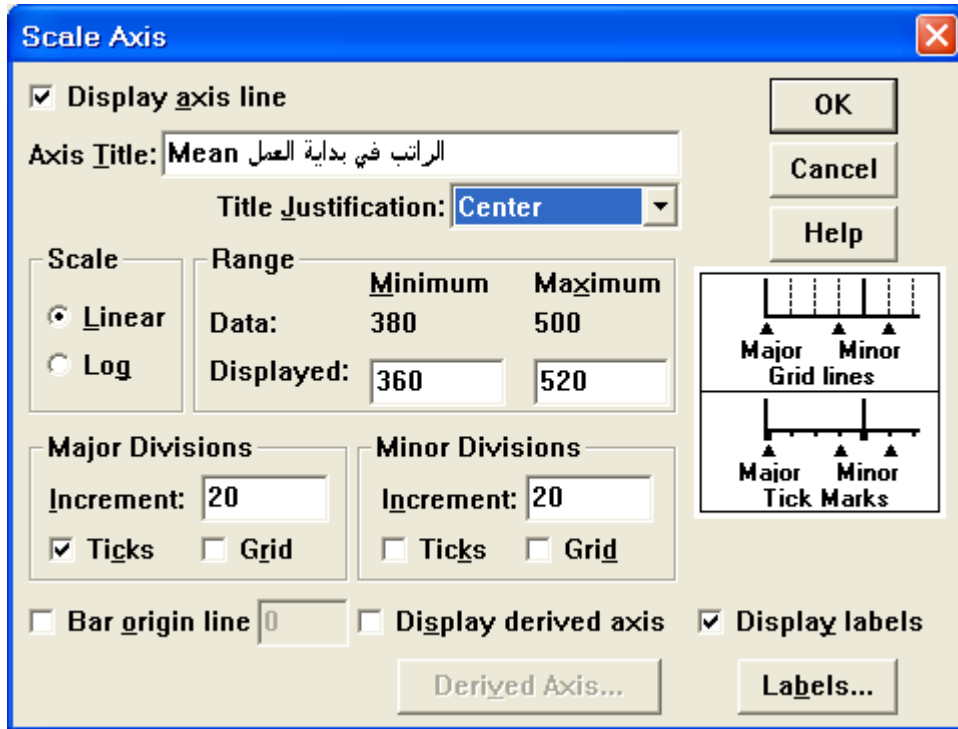 Scale Axis
Display axis line
OK
Axis Title: Mean الراتب في بداية العمل
Cancel
Title Justification: Center
Help
Scale
Range
Minimum Maximum
Linear
Data: 380 500
Log
Displayed: 360 520
Major Minor
Grid lines
Major Divisions
Minor Divisions
Major Minor
Tick Marks
Increment: 20
Increment: 20
Ticks Grid
Ticks Grid
Bar origin line 0
Display derived axis
Display labels
Derived Axis...
Labels...